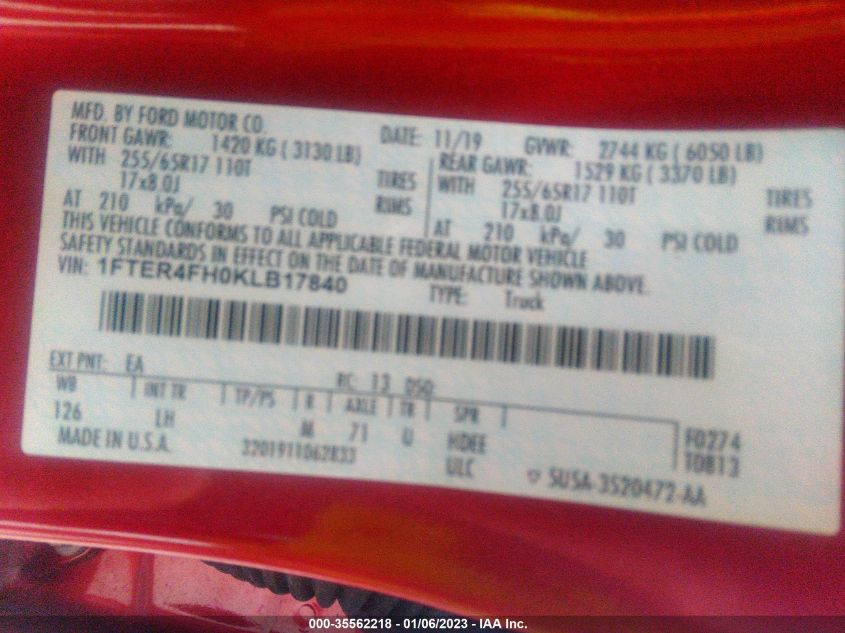 MFD. BY FORD MOTOR CO.
DATE: 11/19 GVWR: 2744 KG ( 6050 LB)
FRONT GAWR: 1420 KG ( 3130 LB)
REAR GAWR: 1529 KG ( 3370 LB)
WITH 255/65R17 110T TIRES
WITH 255/65R17 110T TIRES
17x8.0J RIMS
17x8.0J RIMS
AT 210 kPa/ 30 PSI COLD
AT 210 kPa/ 30 PSI COLD
THIS VEHICLE CONFORMS TO ALL APPLICABLE FEDERAL MOTOR VEHICLE
SAFETY STANDARDS IN EFFECT ON THE DATE OF MANUFACTURE SHOWN ABOVE.
VIN: 1FTER4FH0KLB17840
TYPE: Truck
EXT PNT: EA RC: 13 DSO:
WB INT TR TP/PS R AXLE TR SPR
126 LH M 71 U HDEE F0274
ULC T0813
MADE IN U.S.A. 3201911062833
▽ SU5A-3520472-AA
000-35562218 - 01/06/2023 - IAA Inc.